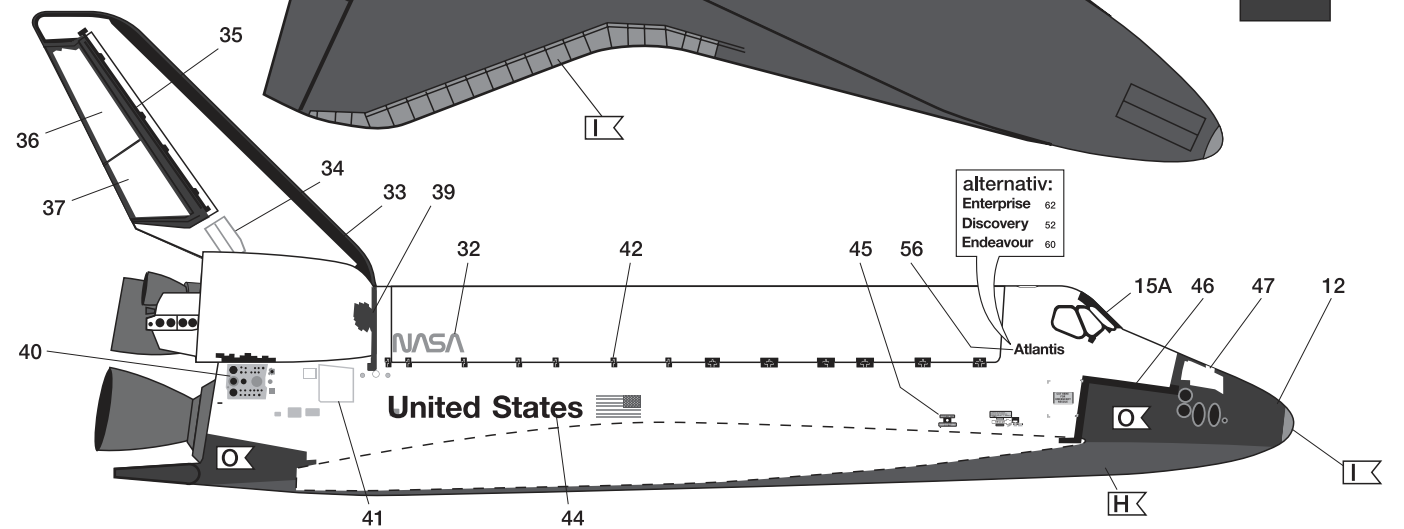 35
I
36
34
alternativ:
Enterprise 62
Discovery 52
Endeavour 60
37
33
39
32
42
45
56
15A
46
47
12
NASA
Atlantis
40
United States
O
O
I
H
41
44